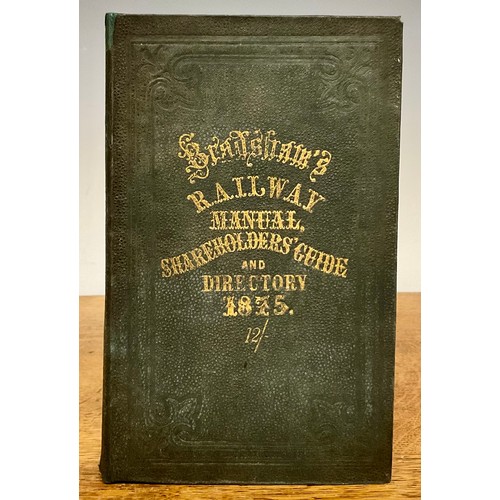 Bradshaw's
RAILWAY
MANUAL,
SHAREHOLDERS' GUIDE
AND
DIRECTORY
1875.
12/-